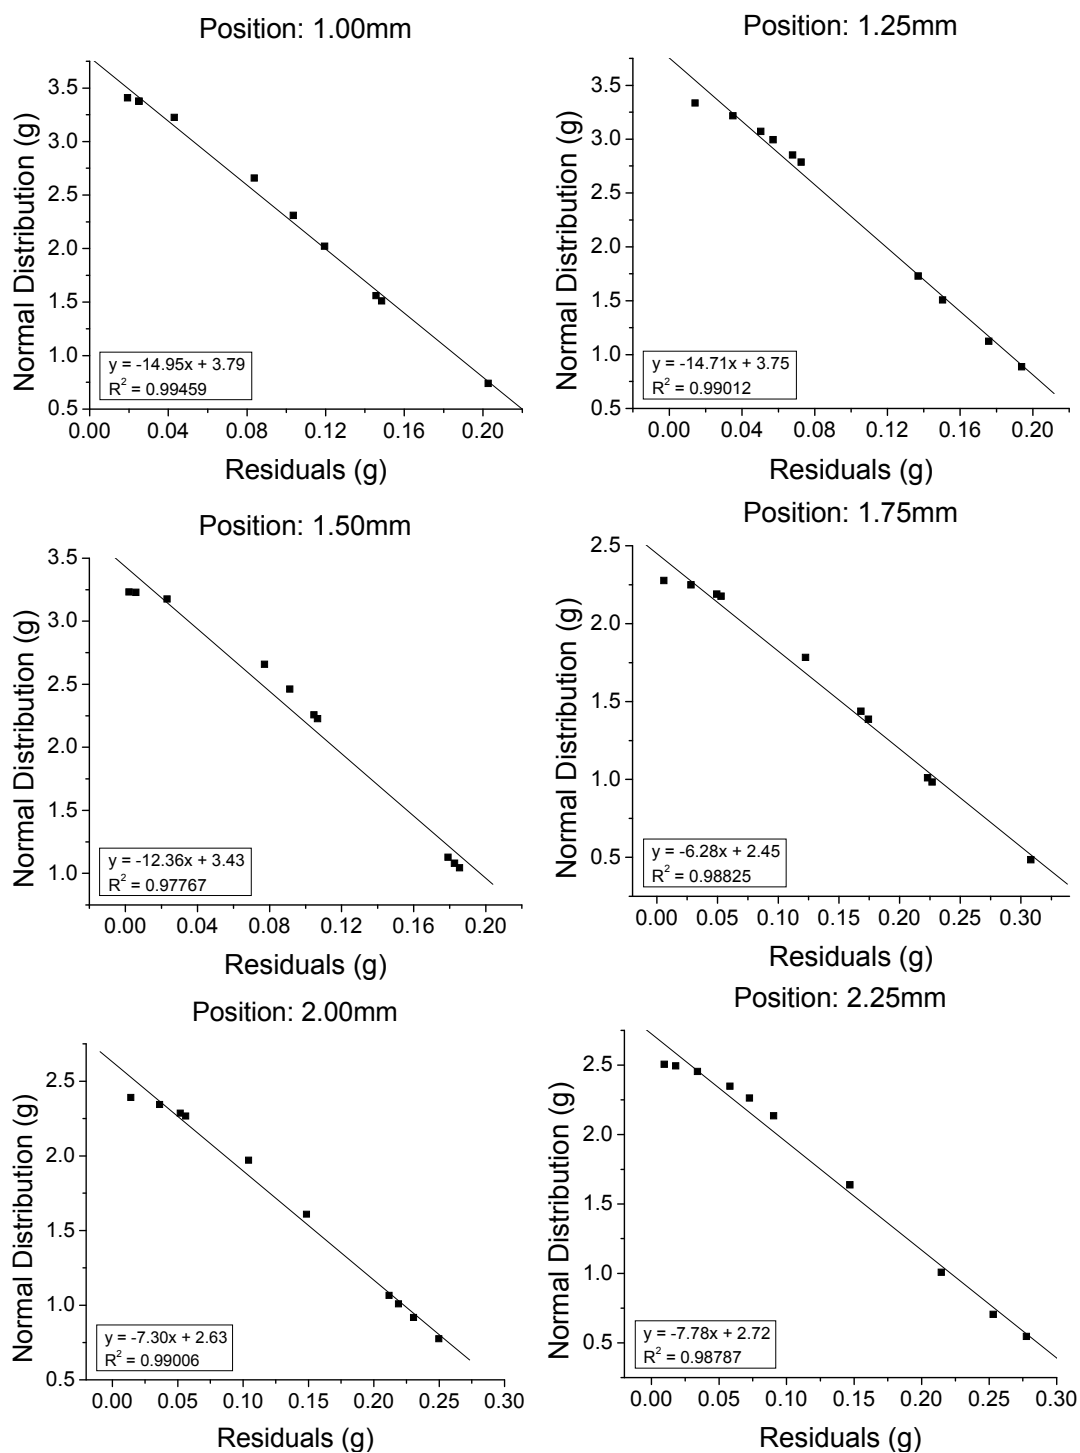 Position: 1.00mm
Normal Distribution (g)
3.5
3.0
2.5
2.0
1.5
1.0
0.5
y = -14.95x + 3.79
R² = 0.99459
0.00 0.04 0.08 0.12 0.16 0.20
Residuals (g)
Position: 1.25mm
Normal Distribution (g)
3.5
3.0
2.5
2.0
1.5
1.0
0.5
y = -14.71x + 3.75
R² = 0.99012
0.00 0.04 0.08 0.12 0.16 0.20
Residuals (g)
Position: 1.50mm
Normal Distribution (g)
3.5
3.0
2.5
2.0
1.5
1.0
y = -12.36x + 3.43
R² = 0.97767
0.00 0.04 0.08 0.12 0.16 0.20
Residuals (g)
Position: 1.75mm
Normal Distribution (g)
2.5
2.0
1.5
1.0
0.5
y = -6.28x + 2.45
R² = 0.98825
0.00 0.05 0.10 0.15 0.20 0.25 0.30
Residuals (g)
Position: 2.00mm
Normal Distribution (g)
2.5
2.0
1.5
1.0
0.5
y = -7.30x + 2.63
R² = 0.99006
0.00 0.05 0.10 0.15 0.20 0.25 0.30
Residuals (g)
Position: 2.25mm
Normal Distribution (g)
2.5
2.0
1.5
1.0
0.5
y = -7.78x + 2.72
R² = 0.98787
0.00 0.05 0.10 0.15 0.20 0.25 0.30
Residuals (g)